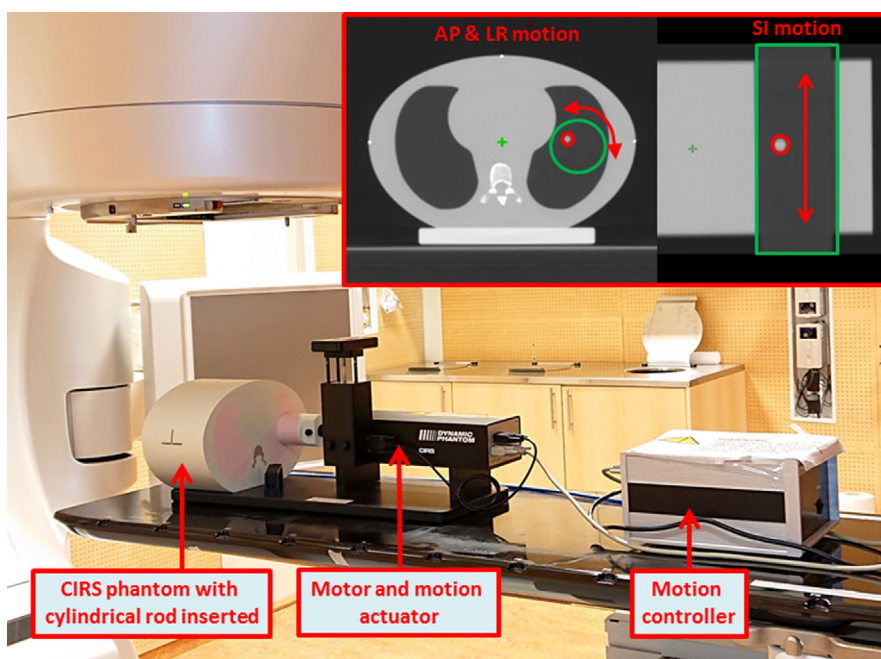 AP & LR motion
SI motion
DYNAMIC
PHANTOM
CIRS
CIRS phantom with
cylindrical rod inserted
Motor and motion
actuator
Motion
controller